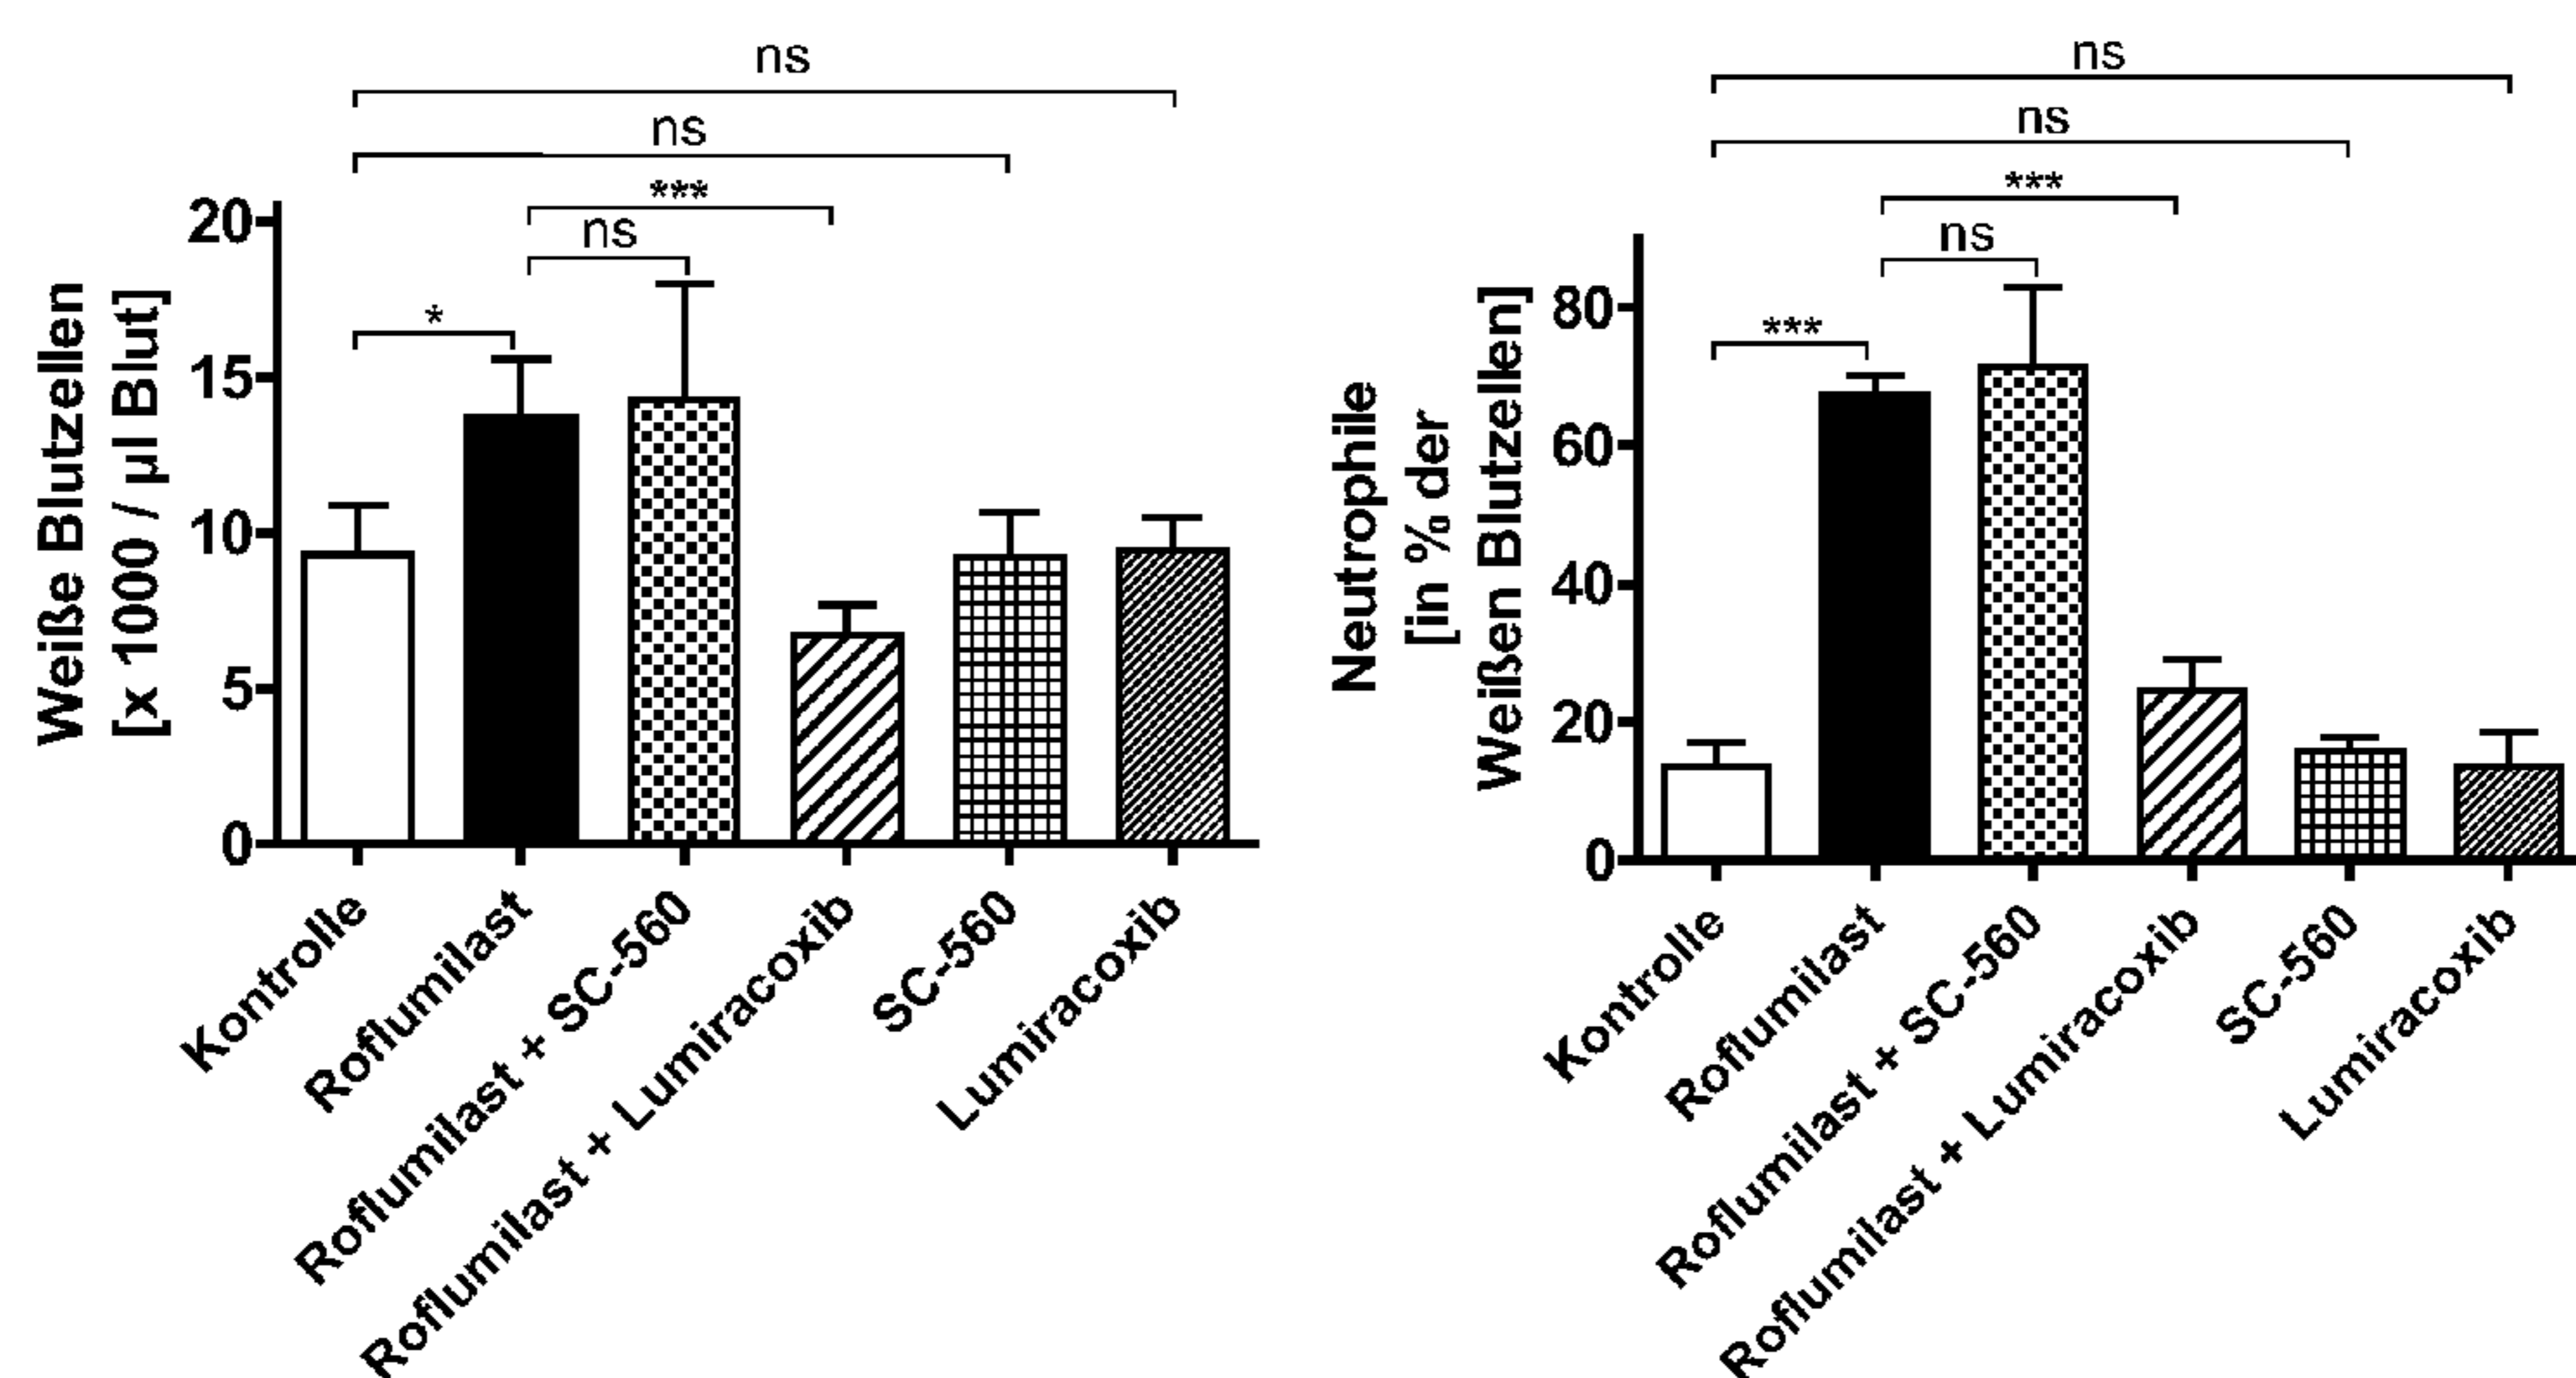 ns
ns
***
ns
*
Weiße Blutzellen
[x 1000 / µl Blut]
20
15
10
5
0
Kontrolle
Roflumilast
Roflumilast + SC-560
Roflumilast + Lumiracoxib
SC-560
Lumiracoxib
ns
ns
***
ns
***
Neutrophile
[in % der
Weißen Blutzellen]
80
60
40
20
0
Kontrolle
Roflumilast
Roflumilast + SC-560
Roflumilast + Lumiracoxib
SC-560
Lumiracoxib